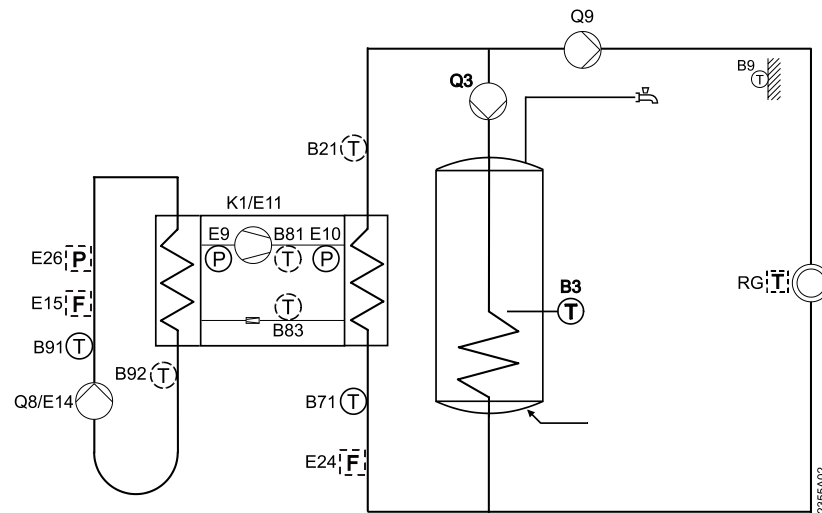 Q9
Q3
B9 T
B21 T
K1/E11
E9 B81 E10
P T P
E26 P
E15 F
T
B83
B3
T
RG T
B91 T
B92 T
Q8/E14
B71 T
E24 F
2355A02